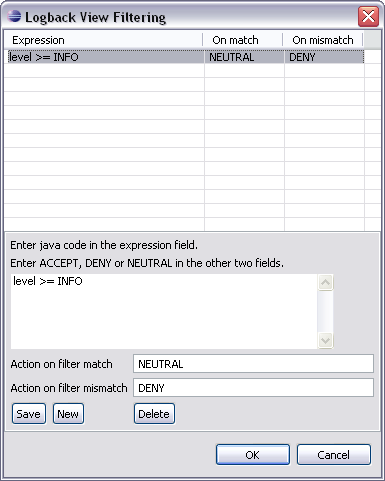 Logback View Filtering
Expression On match On mismatch
level >= INFO NEUTRAL DENY
Enter java code in the expression field.
Enter ACCEPT, DENY or NEUTRAL in the other two fields.
level >= INFO
Action on filter match NEUTRAL
Action on filter mismatch DENY
Save New Delete
OK Cancel